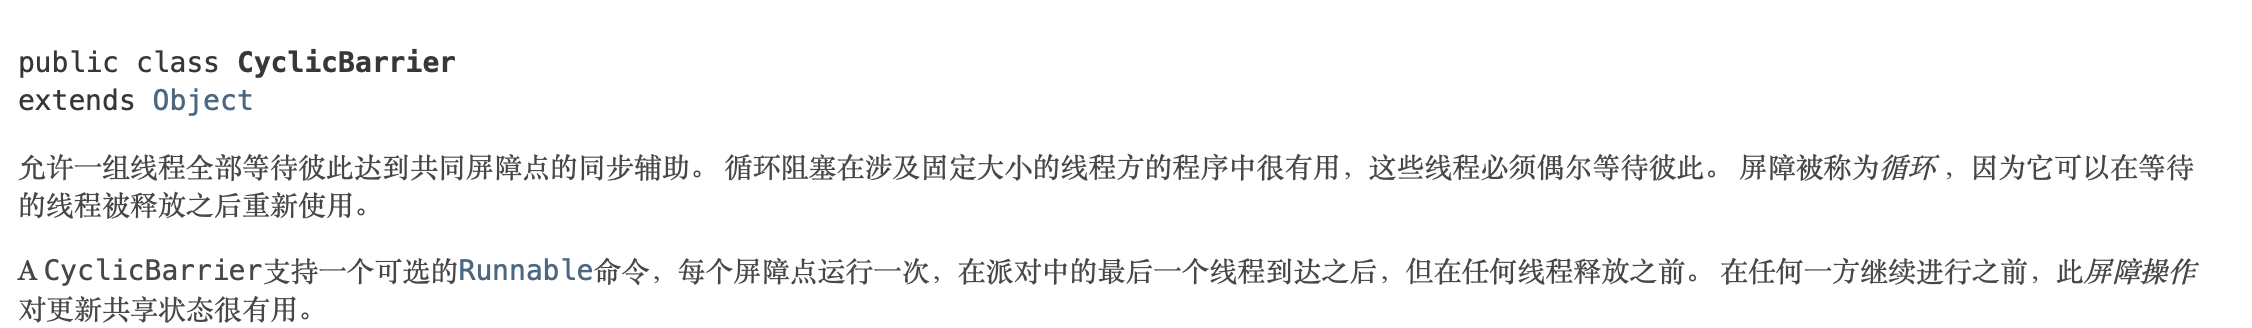 public class CyclicBarrier
extends Object
允许一组线程全部等待彼此达到共同屏障点的同步辅助。 循环阻塞在涉及固定大小的线程方的程序中很有用，这些线程必须偶尔等待彼此。 屏障被称为循环 ，因为它可以在等待
的线程被释放之后重新使用。
A CyclicBarrier支持一个可选的Runnable命令，每个屏障点运行一次，在派对中的最后一个线程到达之后，但在任何线程释放之前。 在任何一方继续进行之前，此屏障操作
对更新共享状态很有用。